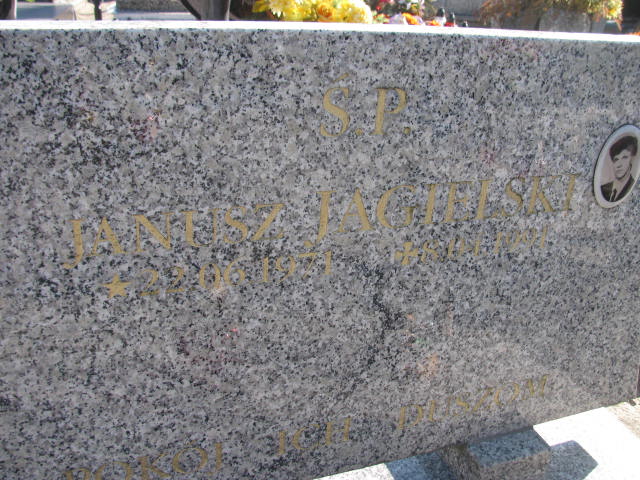 Ś.P.
JANUSZ JAGIELSKI
★ 22.06.1971
POKÓJ ICH DUSZOM